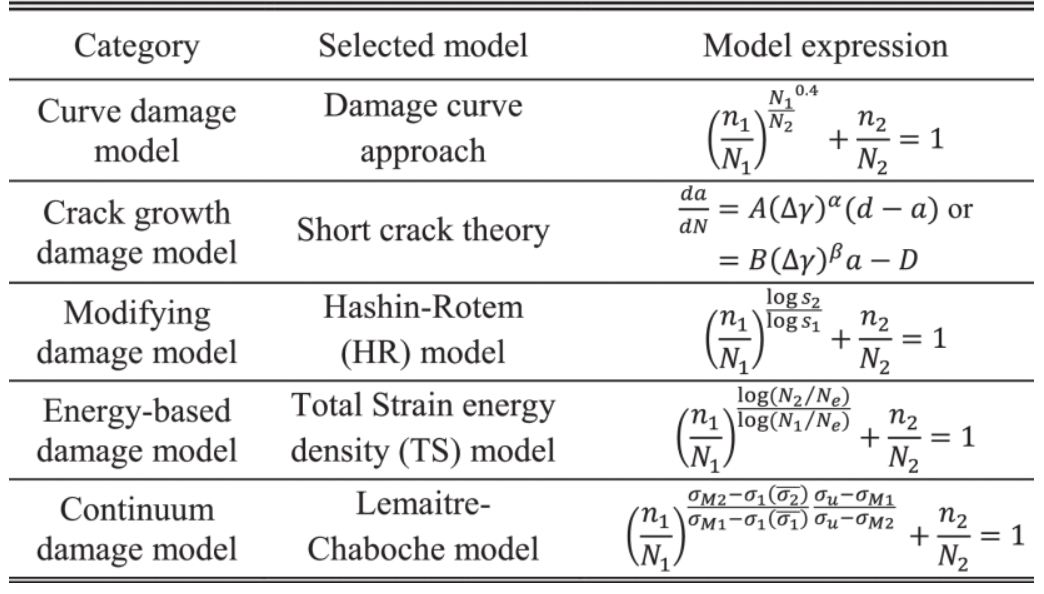 Category Selected model Model expression
Curve damage model Damage curve approach $\left(\frac{n_1}{N_1}\right)^{\frac{N_1}{N_2}^{0.4}} + \frac{n_2}{N_2} = 1$
Crack growth damage model Short crack theory $\frac{da}{dN} = A(\Delta\gamma)^{\alpha}(d - a)$ or
$= B(\Delta\gamma)^{\beta}a - D$
Modifying damage model Hashin-Rotem (HR) model $\left(\frac{n_1}{N_1}\right)^{\frac{\log s_2}{\log s_1}} + \frac{n_2}{N_2} = 1$
Energy-based damage model Total Strain energy density (TS) model $\left(\frac{n_1}{N_1}\right)^{\frac{\log(N_2/N_e)}{\log(N_1/N_e)}} + \frac{n_2}{N_2} = 1$
Continuum damage model Lemaitre-Chaboche model $\left(\frac{n_1}{N_1}\right)^{\frac{\sigma_{M2}-\sigma_1(\overline{\sigma_2})}{\sigma_{M1}-\sigma_1(\overline{\sigma_1})}\frac{\sigma_u-\sigma_{M1}}{\sigma_u-\sigma_{M2}}} + \frac{n_2}{N_2} = 1$